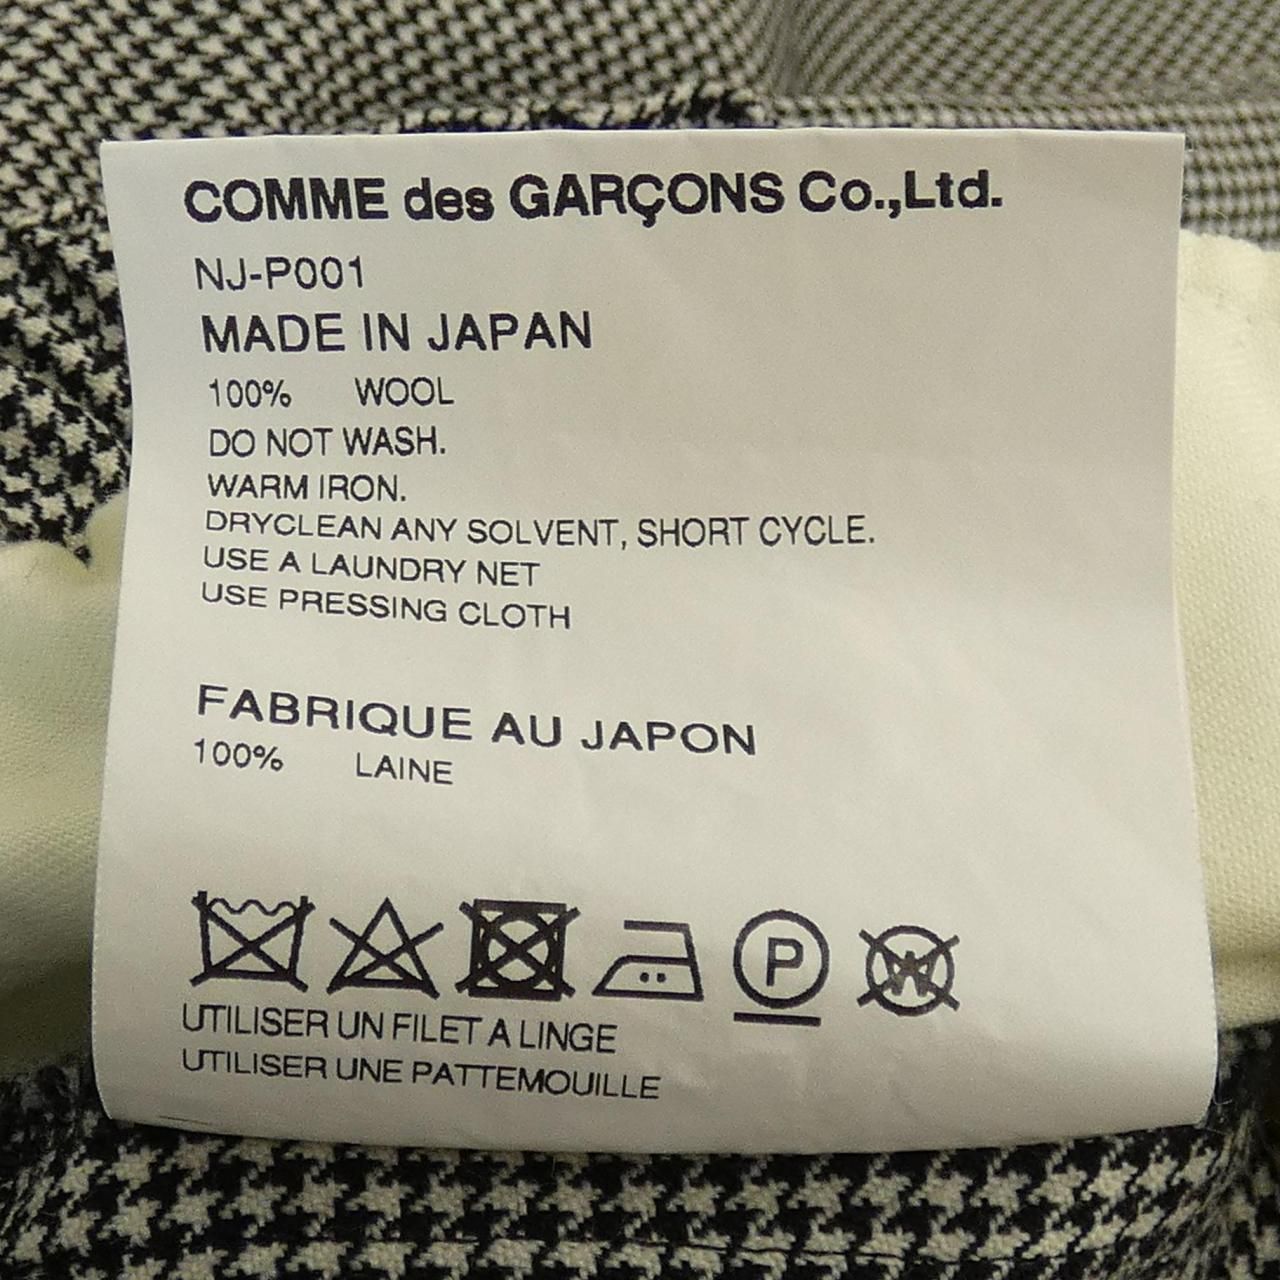 COMME des GARÇONS Co.,Ltd.
NJ-P001
MADE IN JAPAN
100% WOOL
DO NOT WASH.
WARM IRON.
DRYCLEAN ANY SOLVENT, SHORT CYCLE.
USE A LAUNDRY NET
USE PRESSING CLOTH
FABRIQUE AU JAPON
100% LAINE
P W
UTILISER UN FILET A LINGE
UTILISER UNE PATTEMOUILLE